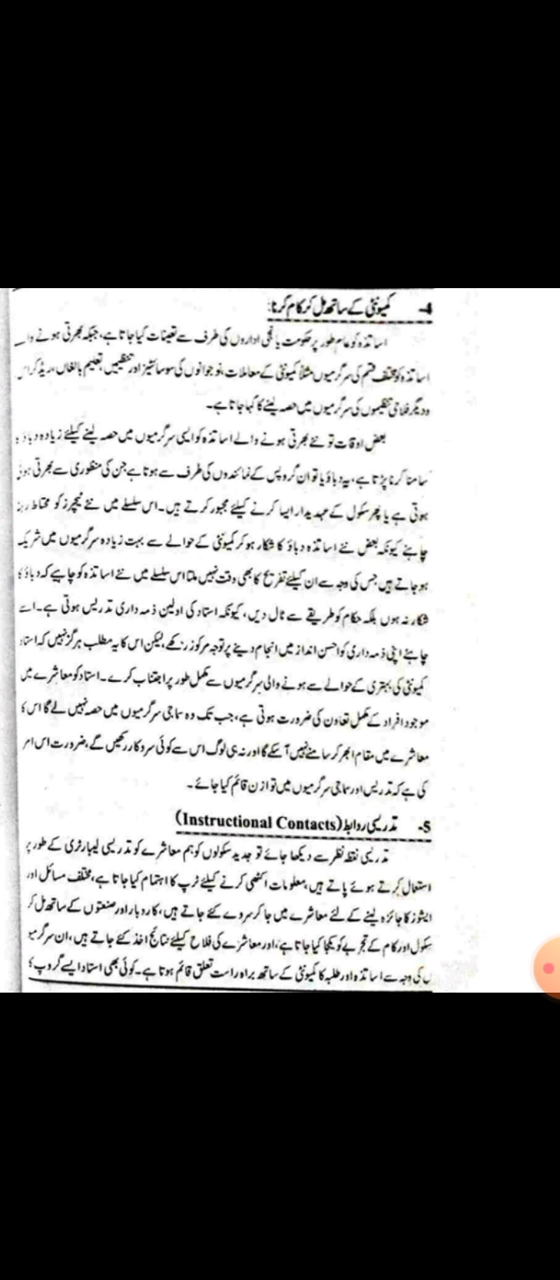 4- کمیونٹی کے ساتھ مل کر کام کرنا:
اساتذہ کو عام طور پر حکومت یا نجی اداروں کی طرف سے تعینات کیا جاتا ہے، جبکہ بھرتی ہونے والے
اساتذہ کو مختلف قسم کی سرگرمیوں مثلاً کمیونٹی کے معاملات، نوجوانوں کی سوسائٹیز اور تنظیمیں، تعلیم بالغاں، ریڈ کراس
و دیگر فلاحی تنظیموں کی سرگرمیوں میں حصہ لینے کا کہا جاتا ہے۔
بعض اوقات تو نئے بھرتی ہونے والے اساتذہ کو ایسی سرگرمیوں میں حصہ لینے کیلئے زیادہ دباؤ کا
سامنا کرنا پڑتا ہے، یہ دباؤ یا تو ان گروپس کے نمائندوں کی طرف سے ہوتا ہے جن کی منظوری سے بھرتی ہوئی
ہوتی ہے یا پھر سکول کے عہدیدار ایسا کرنے کیلئے مجبور کرتے ہیں۔ اس سلسلے میں نئے ٹیچرز کو محتاط رہنا
چاہئے کیونکہ بعض نئے اساتذہ دباؤ کا شکار ہو کر کمیونٹی کے حوالے سے بہت زیادہ سرگرمیوں میں شریک
ہو جاتے ہیں جس کی وجہ سے ان کیلئے تفریح کا بھی وقت نہیں ملتا اس سلسلے میں نئے اساتذہ کو چاہیے کہ دباؤ کا
شکار نہ ہوں بلکہ حکام کو طریقے سے ٹال دیں، کیونکہ استاد کی اولین ذمہ داری تدریس ہوتی ہے۔ اسے
چاہئے اپنی ذمہ داری کو احسن انداز میں انجام دینے پر توجہ مرکوز رکھے، لیکن اس کا یہ مطلب ہرگز نہیں کہ استاد
کمیونٹی کی بہتری کے حوالے سے ہونے والی سرگرمیوں سے مکمل طور پر اجتناب کرے۔ استاد کو معاشرے میں
موجود افراد کے مکمل تعاون کی ضرورت ہوتی ہے، جب تک وہ سماجی سرگرمیوں میں حصہ نہیں لے گا اس کا
معاشرے میں مقام ابھر کر سامنے نہیں آ سکے گا اور نہ ہی لوگ اس سے کوئی سروکار رکھیں گے، ضرورت اس امر
کی ہے کہ تدریس اور سماجی سرگرمیوں میں توازن قائم کیا جائے۔
5- تدریسی روابط (Instructional Contacts)
تدریسی نقطہ نظر سے دیکھا جائے تو جدید سکولوں کو ہم معاشرے کو تدریسی لیبارٹری کے طور پر
استعمال کرتے ہوئے پاتے ہیں، معلومات اکٹھی کرنے کیلئے ٹرپ کا اہتمام کیا جاتا ہے، مختلف مسائل اور
ایشوز کا جائزہ لینے کے لئے معاشرے میں جا کر سروے کئے جاتے ہیں، کاروبار اور صنعتوں کے ساتھ مل کر
سکول اور کام کے تجربے کو یکجا کیا جاتا ہے، اور معاشرے کی فلاح کیلئے نتائج اخذ کئے جاتے ہیں، ان سرگرمیو
ں کی وجہ سے اساتذہ اور طلبہ کا کمیونٹی کے ساتھ براہ راست تعلق قائم ہوتا ہے۔ کوئی بھی استاد ایسے گروپ کا